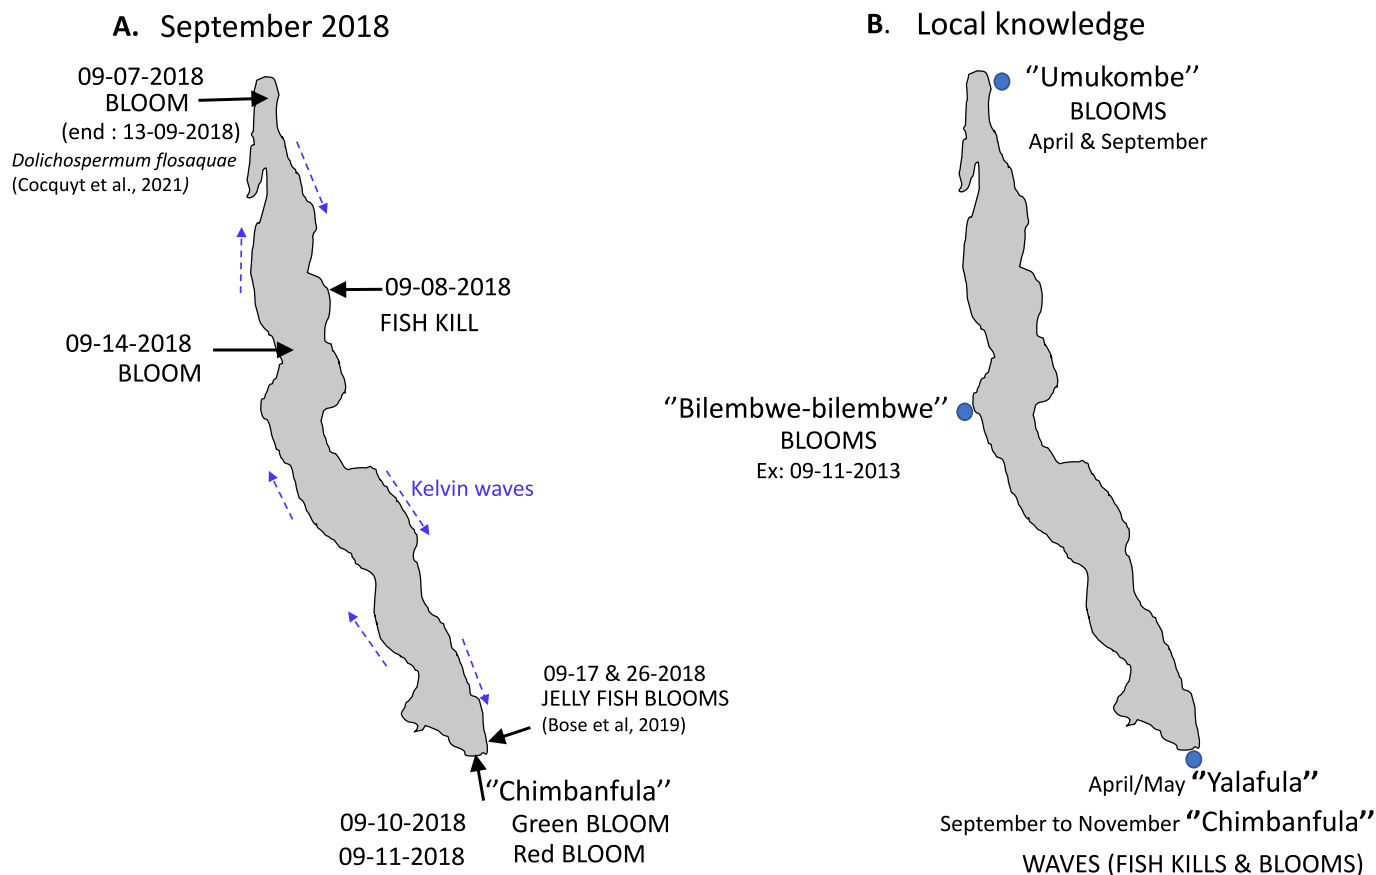 A. September 2018
09-07-2018
BLOOM
(end : 13-09-2018)
Dolichospermum flosaquae
(Cocquyt et al., 2021)
09-08-2018
FISH KILL
09-14-2018
BLOOM
Kelvin waves
09-17 & 26-2018
JELLY FISH BLOOMS
(Bose et al, 2019)
‘’Chimbanfula’’
09-10-2018 Green BLOOM
09-11-2018 Red BLOOM
B. Local knowledge
‘’Umukombe’’
BLOOMS
April & September
‘’Bilembwe-bilembwe’’
BLOOMS
Ex: 09-11-2013
April/May ‘’Yalafula’’
September to November ‘’Chimbanfula’’
WAVES (FISH KILLS & BLOOMS)